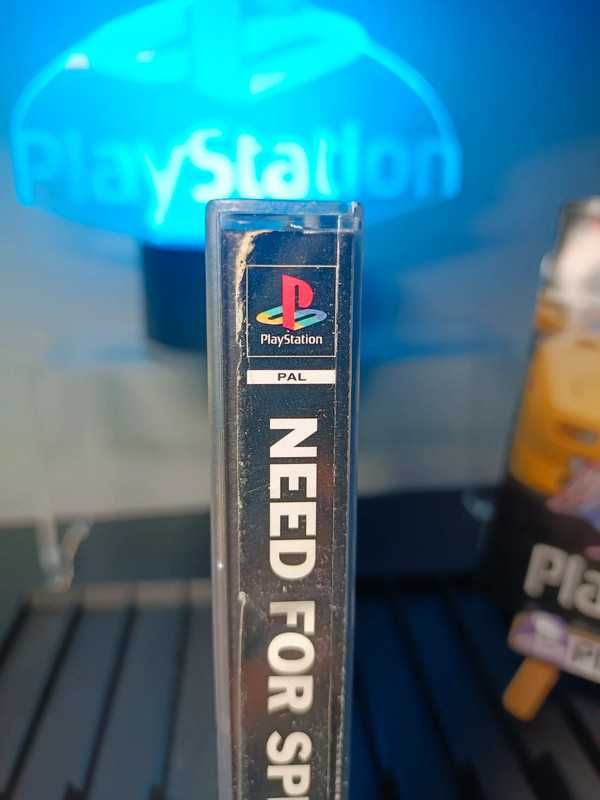 PlayStation
PlayStation
PAL
NEED FOR SP
Pla
P